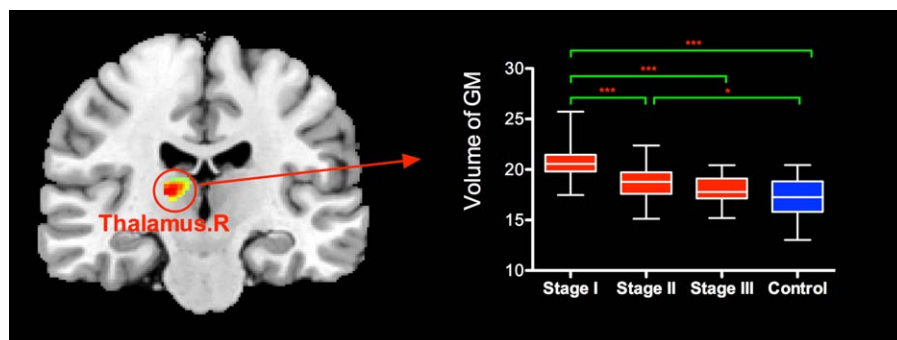 Thalamus.R
Volume of GM
30
25
20
15
10
***
***
***
*
Stage I
Stage II
Stage III
Control